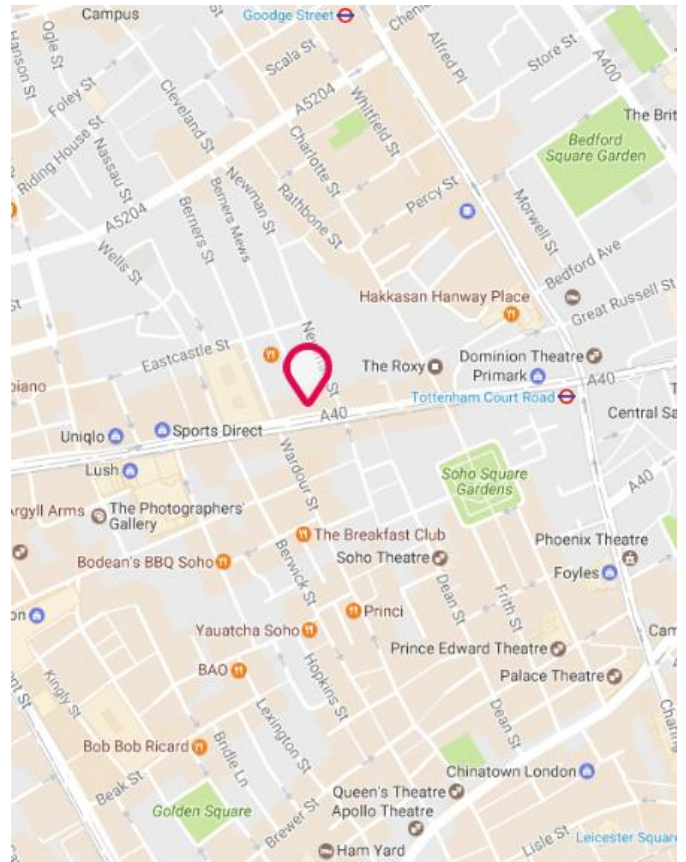 Campus
Goodge Street
Chenie
Hanson St
Ogle St
Scala St
Alfred Pl
Store St
A400
Foley St
A5204
Cleveland St
Whitfield St
The Brit
Riding House St
Nassau St
Charlotte St
Bedford
Square Garden
Newman St
Rathbone St
Percy St
Morwell St
A5204
Berners Mews
Berners St
Wells St
Bedford Ave
Hakkasan Hanway Place
Great Russell St
Eastcastle St
The Roxy
Dominion Theatre
Primark
A40
piano
Tottenham Court Road
A40
Central Sa
Uniqlo
Sports Direct
Lush
Wardour St
Soho Square
Gardens
A40
rgyll Arms
The Photographers'
Gallery
The Breakfast Club
Phoenix Theatre
Bodean's BBQ Soho
Soho Theatre
Foyles
Berwick St
Dean St
Frith St
on
Princi
Yauatcha Soho
Cam
Prince Edward Theatre
BAO
Hopkins St
Palace Theatre
Kingly St
Lexington St
Dean St
Charing
Bob Bob Ricard
Bridle Ln
Beak St
Chinatown London
Queen's Theatre
Golden Square
Apollo Theatre
Brewer St
Lisle St
Leicester Square
Ham Yard